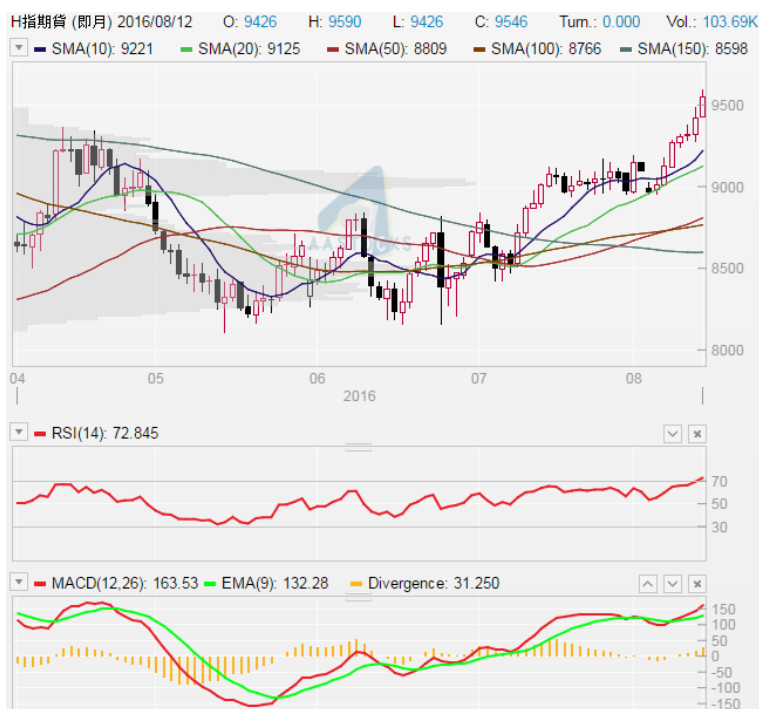 H指期貨 (即月) 2016/08/12 O: 9426 H: 9590 L: 9426 C: 9546 Turn.: 0.000 Vol.: 103.69K
SMA(10): 9221 SMA(20): 9125 SMA(50): 8809 SMA(100): 8766 SMA(150): 8598
9500
9000
AASTOCKS
8500
8000
04 05 06 07 08
2016
RSI(14): 72.845
70
50
30
MACD(12,26): 163.53 EMA(9): 132.28 Divergence: 31.250
150
100
50
0
-50
-100
-150